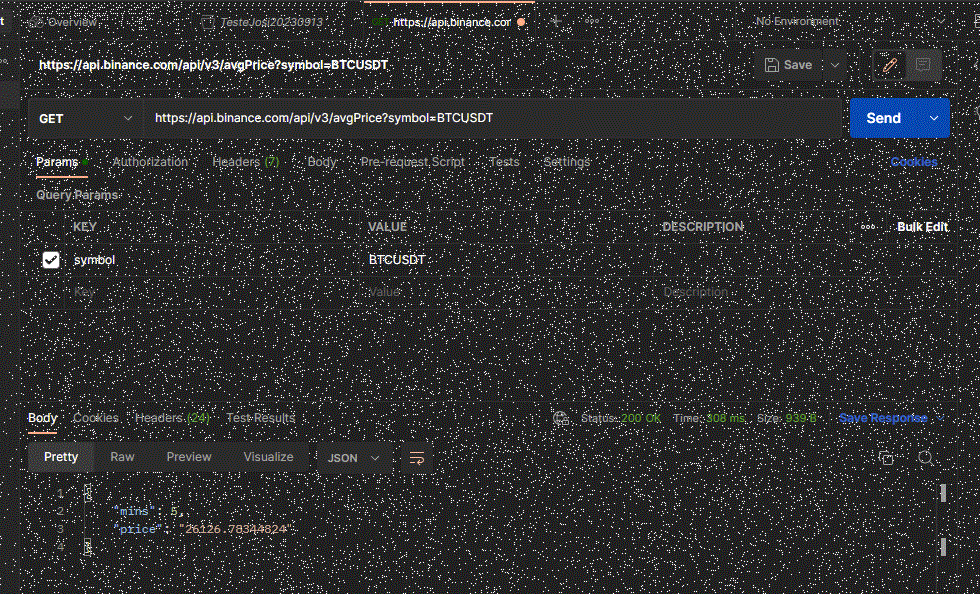 Overview TesteJosj20230913 https://api.binance.cor No Environment
https://api.binance.com/api/v3/avgPrice?symbol=BTCUSDT Save
GET https://api.binance.com/api/v3/avgPrice?symbol=BTCUSDT Send
Params Authorization Headers (7) Body Pre-request Script Tests Settings Cookies
Query Params
KEY VALUE DESCRIPTION Bulk Edit
symbol BTCUSDT
Key Value Description
Body Cookies Headers (24) Test Results Status: 200 OK Time: 308 ms Size: 939 B Save Response
Pretty Raw Preview Visualize JSON
1 {
2 "mins": 5,
3 "price": "26126.70344824"
4 }